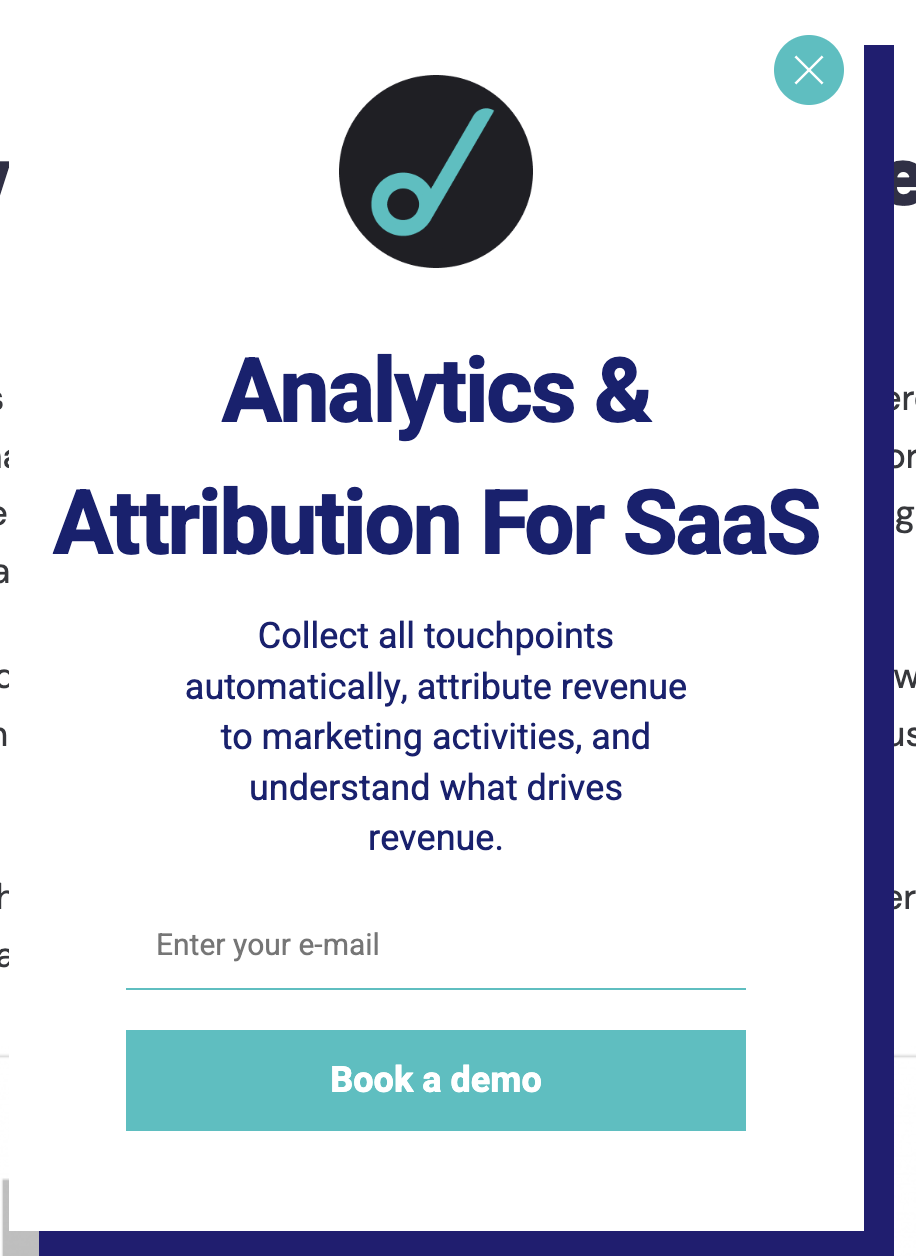 Analytics &
Attribution For SaaS
Collect all touchpoints
automatically, attribute revenue
to marketing activities, and
understand what drives
revenue.
Enter your e-mail
Book a demo